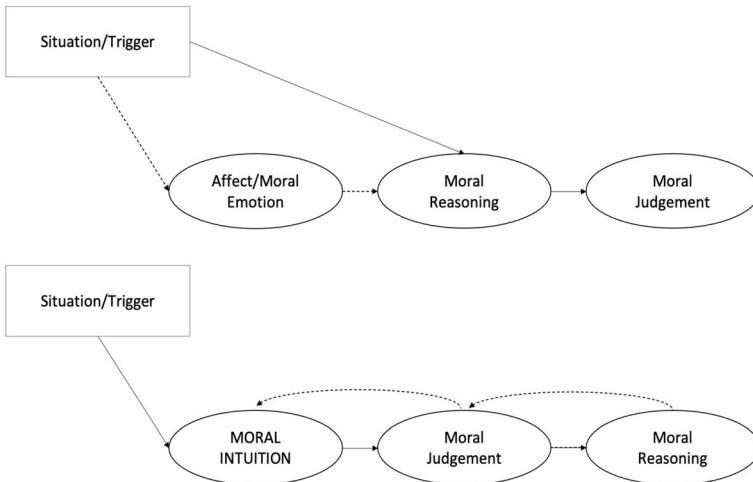 Situation/Trigger
Affect/Moral
Emotion
Moral
Reasoning
Moral
Judgement
Situation/Trigger
MORAL
INTUITION
Moral
Judgement
Moral
Reasoning